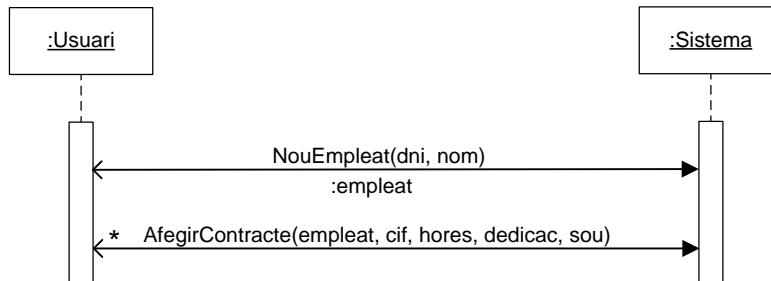 :Usuari
:Sistema
NouEmpleat(dni, nom)
:empleat
* AfegirContracte(empleat, cif, hores, dedicac, sou)